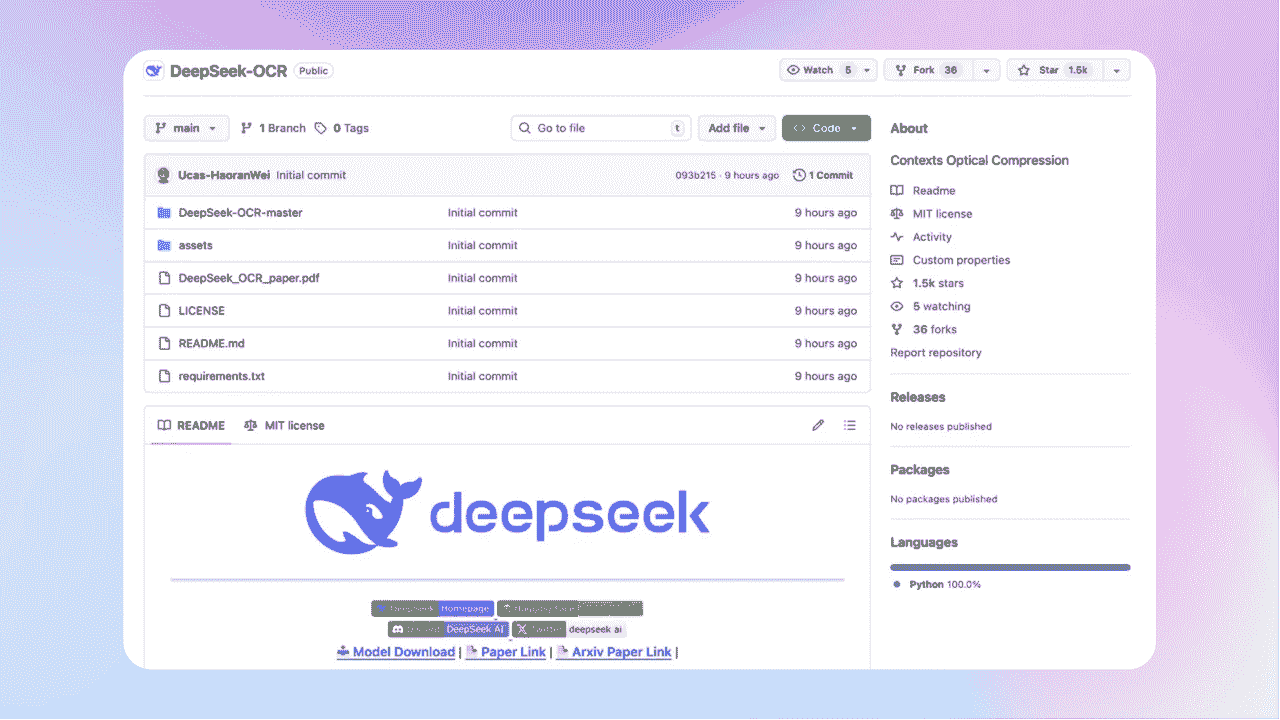 DeepSeek-OCR Public Watch 5 Fork 36 Star 1.5k
main 1 Branch 0 Tags Go to file t Add file Code
Ucas-HaoranWei Initial commit 093b215 · 9 hours ago 1 Commit
DeepSeek-OCR-master Initial commit 9 hours ago
assets Initial commit 9 hours ago
DeepSeek_OCR_paper.pdf Initial commit 9 hours ago
LICENSE Initial commit 9 hours ago
README.md Initial commit 9 hours ago
requirements.txt Initial commit 9 hours ago
README MIT license
deepseek
DeepSeek Homepage Hugging Face
DeepSeek AI Twitter deepseek ai
Model Download | Paper Link | Arxiv Paper Link |
About
Contexts Optical Compression
Readme
MIT license
Activity
Custom properties
1.5k stars
5 watching
36 forks
Report repository
Releases
No releases published
Packages
No packages published
Languages
Python 100.0%